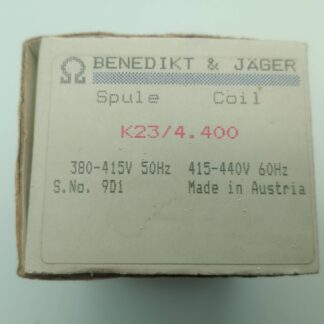 Ω BENEDIKT & JÄGER
Spule Coil
K23/4.400
380-415V 50Hz 415-440V 60Hz
S.No. 9D1 Made in Austria